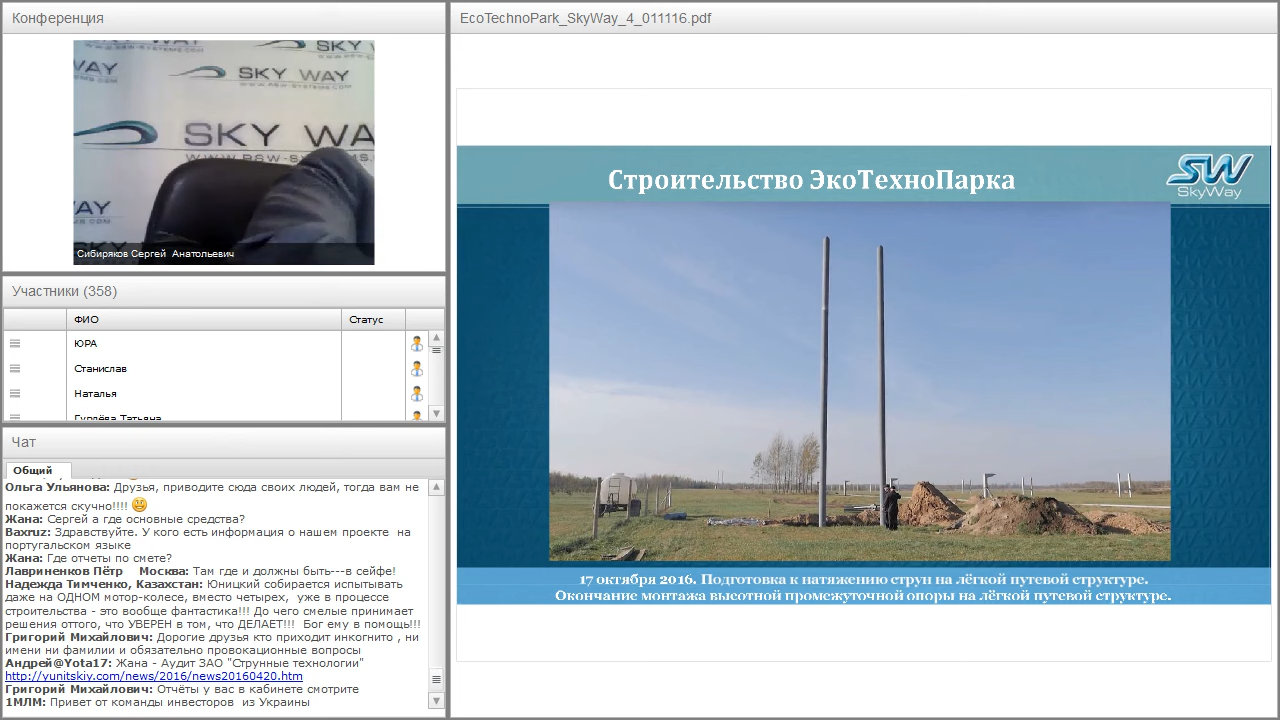 Конференция
SKY WAY
WAY
SKY WAY
SKY WA
WAY
Сибиряков Сергей Анатольевич
Участники (358)
ФИО Статус
ЮРА
Станислав
Наталья
Гурлёва Татьяна
Чат
Общий
Ольга Ульянова: Друзья, приводите сюда своих людей, тогда вам не
покажется скучно!!!!
Жана: Сергей а где основные средства?
Baxruz: Здравствуйте. У кого есть информация о нашем проекте на
португальском языке
Жана: Где отчеты по смете?
Лавриненков Пётр Москва: Там где и должны быть---в сейфе!
Надежда Тимченко, Казахстан: Юницкий собирается испытывать
даже на ОДНОМ мотор-колесе, вместо четырех, уже в процессе
строительства - это вообще фантастика!!! До чего смелые принимает
решения оттого, что УВЕРЕН в том, что ДЕЛАЕТ!!! Бог ему в помощь!!!
Григорий Михайлович: Дорогие друзья кто приходит инкогнито , ни
имени ни фамилии и обязательно провокационные вопросы
Андрей@Yota17: Жана - Аудит ЗАО "Струнные технологии"
http://yunitskiy.com/news/2016/news20160420.htm
Григорий Михайлович: Отчёты у вас в кабинете смотрите
1МЛМ: Привет от команды инвесторов из Украины
EcoTechnoPark_SkyWay_4_011116.pdf
Строительство ЭкоТехноПарка
SW
SkyWay
17 октября 2016. Подготовка к натяжению струн на лёгкой путевой структуре.
Окончание монтажа высотной промежуточной опоры на лёгкой путевой структуре.